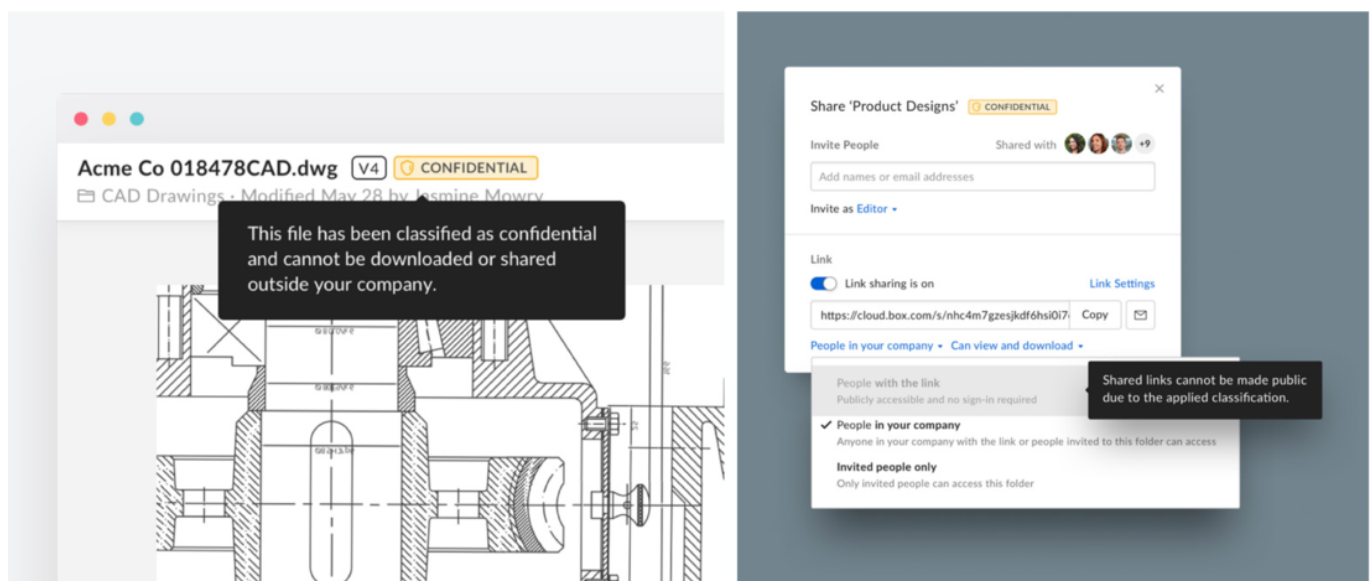 Acme Co 018478CAD.dwg V4 CONFIDENTIAL
CAD Drawings · Modified May 28 by Jasmine Mowry
This file has been classified as confidential
and cannot be downloaded or shared
outside your company.
Share 'Product Designs' CONFIDENTIAL
Invite People Shared with +9
Add names or email addresses
Invite as Editor
Link
Link sharing is on Link Settings
https://cloud.box.com/s/nhc4m7gzesjkdf6hsi0i7 Copy
People in your company Can view and download
People with the link
Publicly accessible and no sign-in required
Shared links cannot be made public
due to the applied classification.
People in your company
Anyone in your company with the link or people invited to this folder can access
Invited people only
Only invited people can access this folder